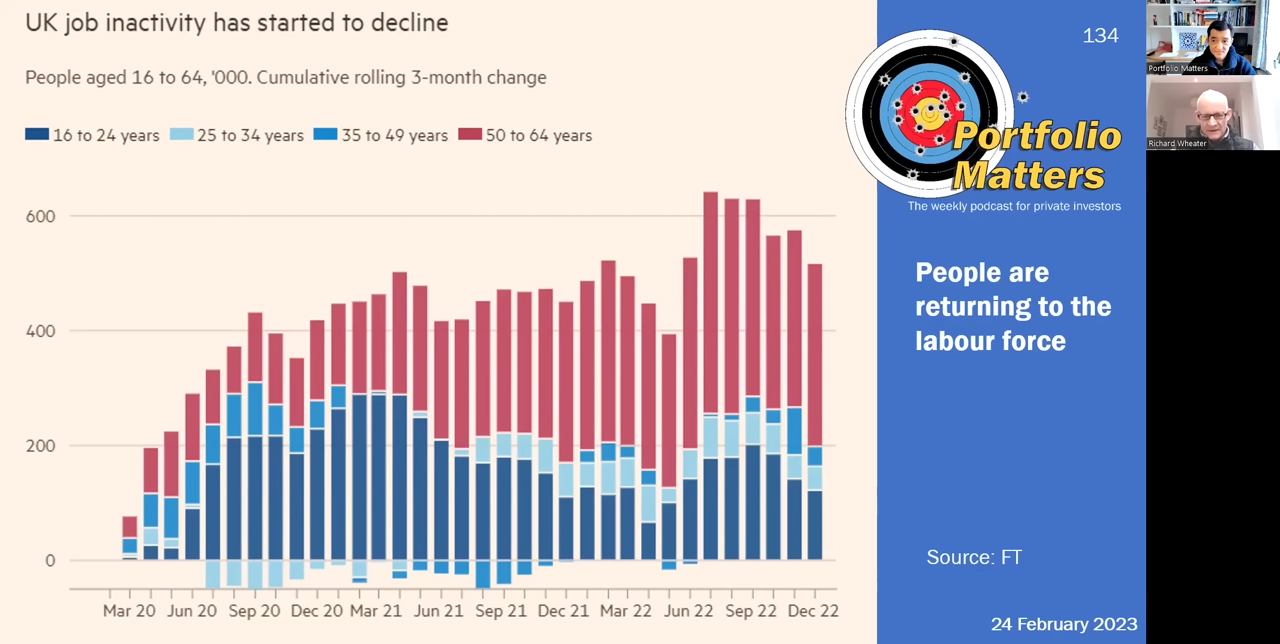 UK job inactivity has started to decline
People aged 16 to 64, '000. Cumulative rolling 3-month change
16 to 24 years 25 to 34 years 35 to 49 years 50 to 64 years
600
400
200
0
Mar 20 Jun 20 Sep 20 Dec 20 Mar 21 Jun 21 Sep 21 Dec 21 Mar 22 Jun 22 Sep 22 Dec 22
134
Portfolio
Matters
The weekly podcast for private investors
People are
returning to the
labour force
Source: FT
24 February 2023
Portfolio Matters
Richard Wheater